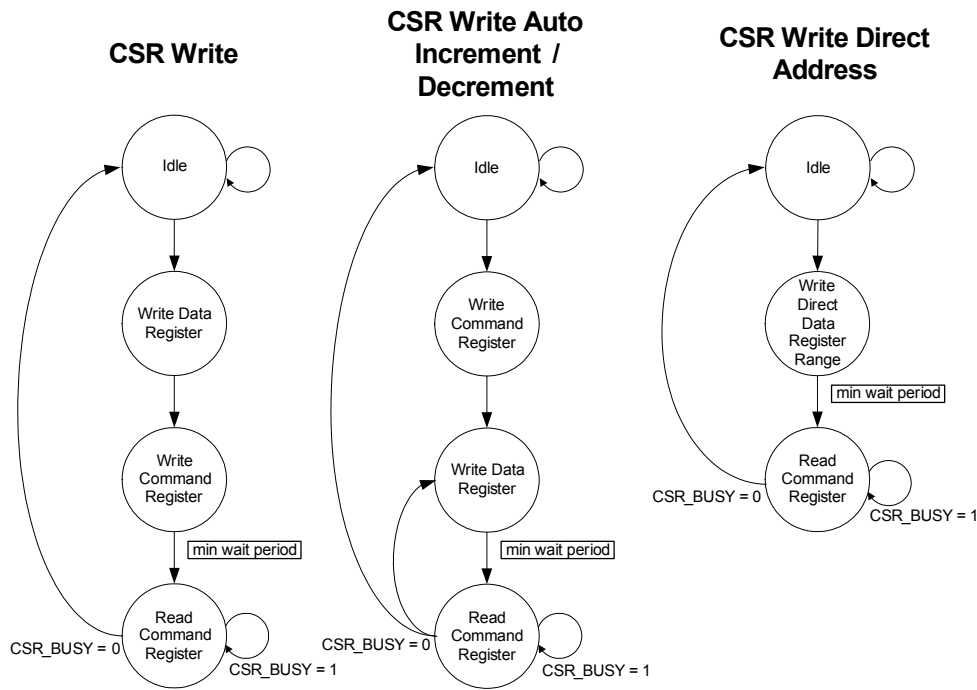 CSR Write
Idle
Write Data
Register
Write
Command
Register
min wait period
Read
Command
Register
CSR_BUSY = 0
CSR_BUSY = 1
CSR Write Auto
Increment /
Decrement
Idle
Write
Command
Register
Write Data
Register
min wait period
Read
Command
Register
CSR_BUSY = 0
CSR_BUSY = 1
CSR Write Direct
Address
Idle
Write
Direct
Data
Register
Range
min wait period
Read
Command
Register
CSR_BUSY = 0
CSR_BUSY = 1